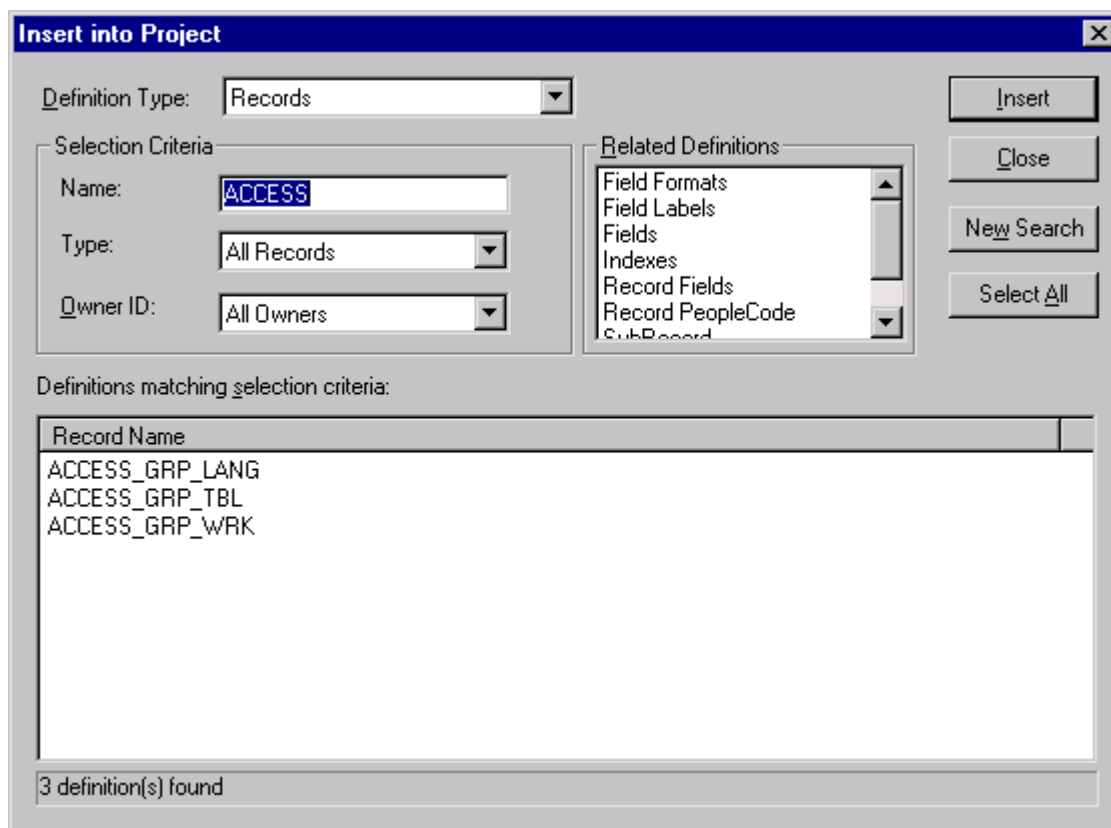 Insert into Project
Definition Type: Records
Insert
Selection Criteria
Related Definitions
Close
Name: ACCESS
Field Formats
Field Labels
Fields
Indexes
Record Fields
Record PeopleCode
SubRecord
New Search
Type: All Records
Select All
Owner ID: All Owners
Definitions matching selection criteria:
Record Name
ACCESS_GRP_LANG
ACCESS_GRP_TBL
ACCESS_GRP_WRK
3 definition(s) found